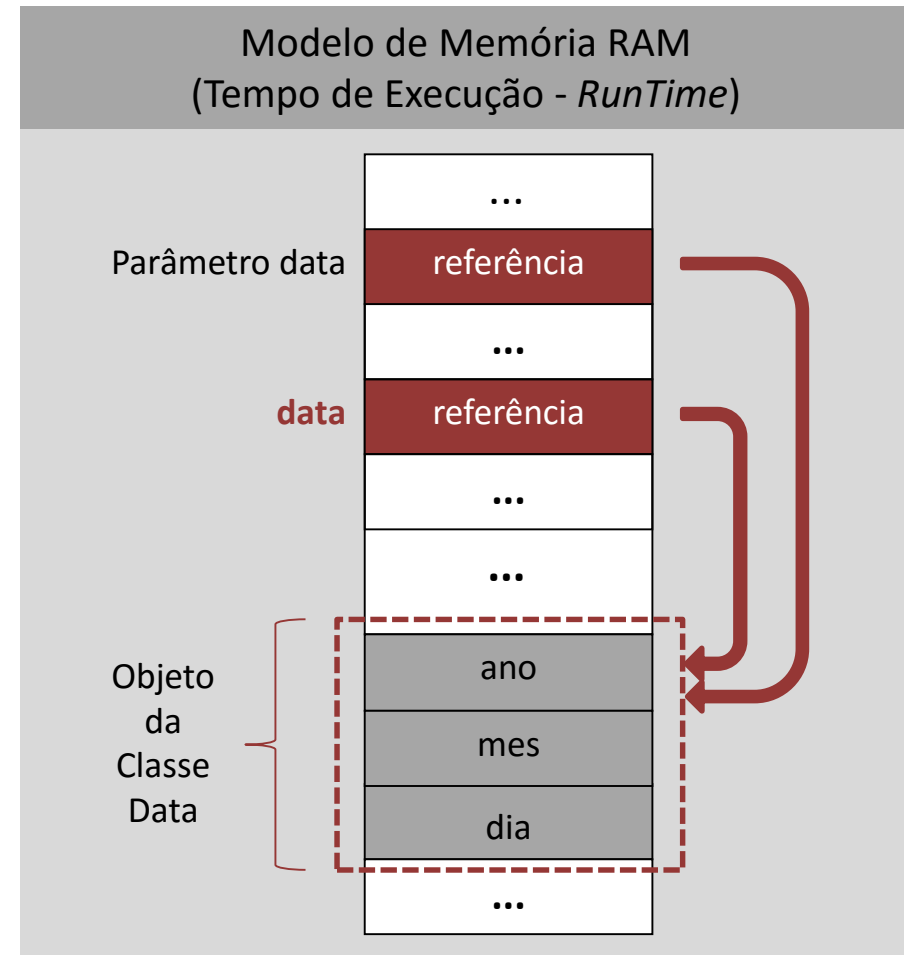 Modelo de Memória RAM
(Tempo de Execução - RunTime)
...
Parâmetro data referência
...
data referência
...
...
ano
Objeto
da
Classe
Data
mes
dia
...